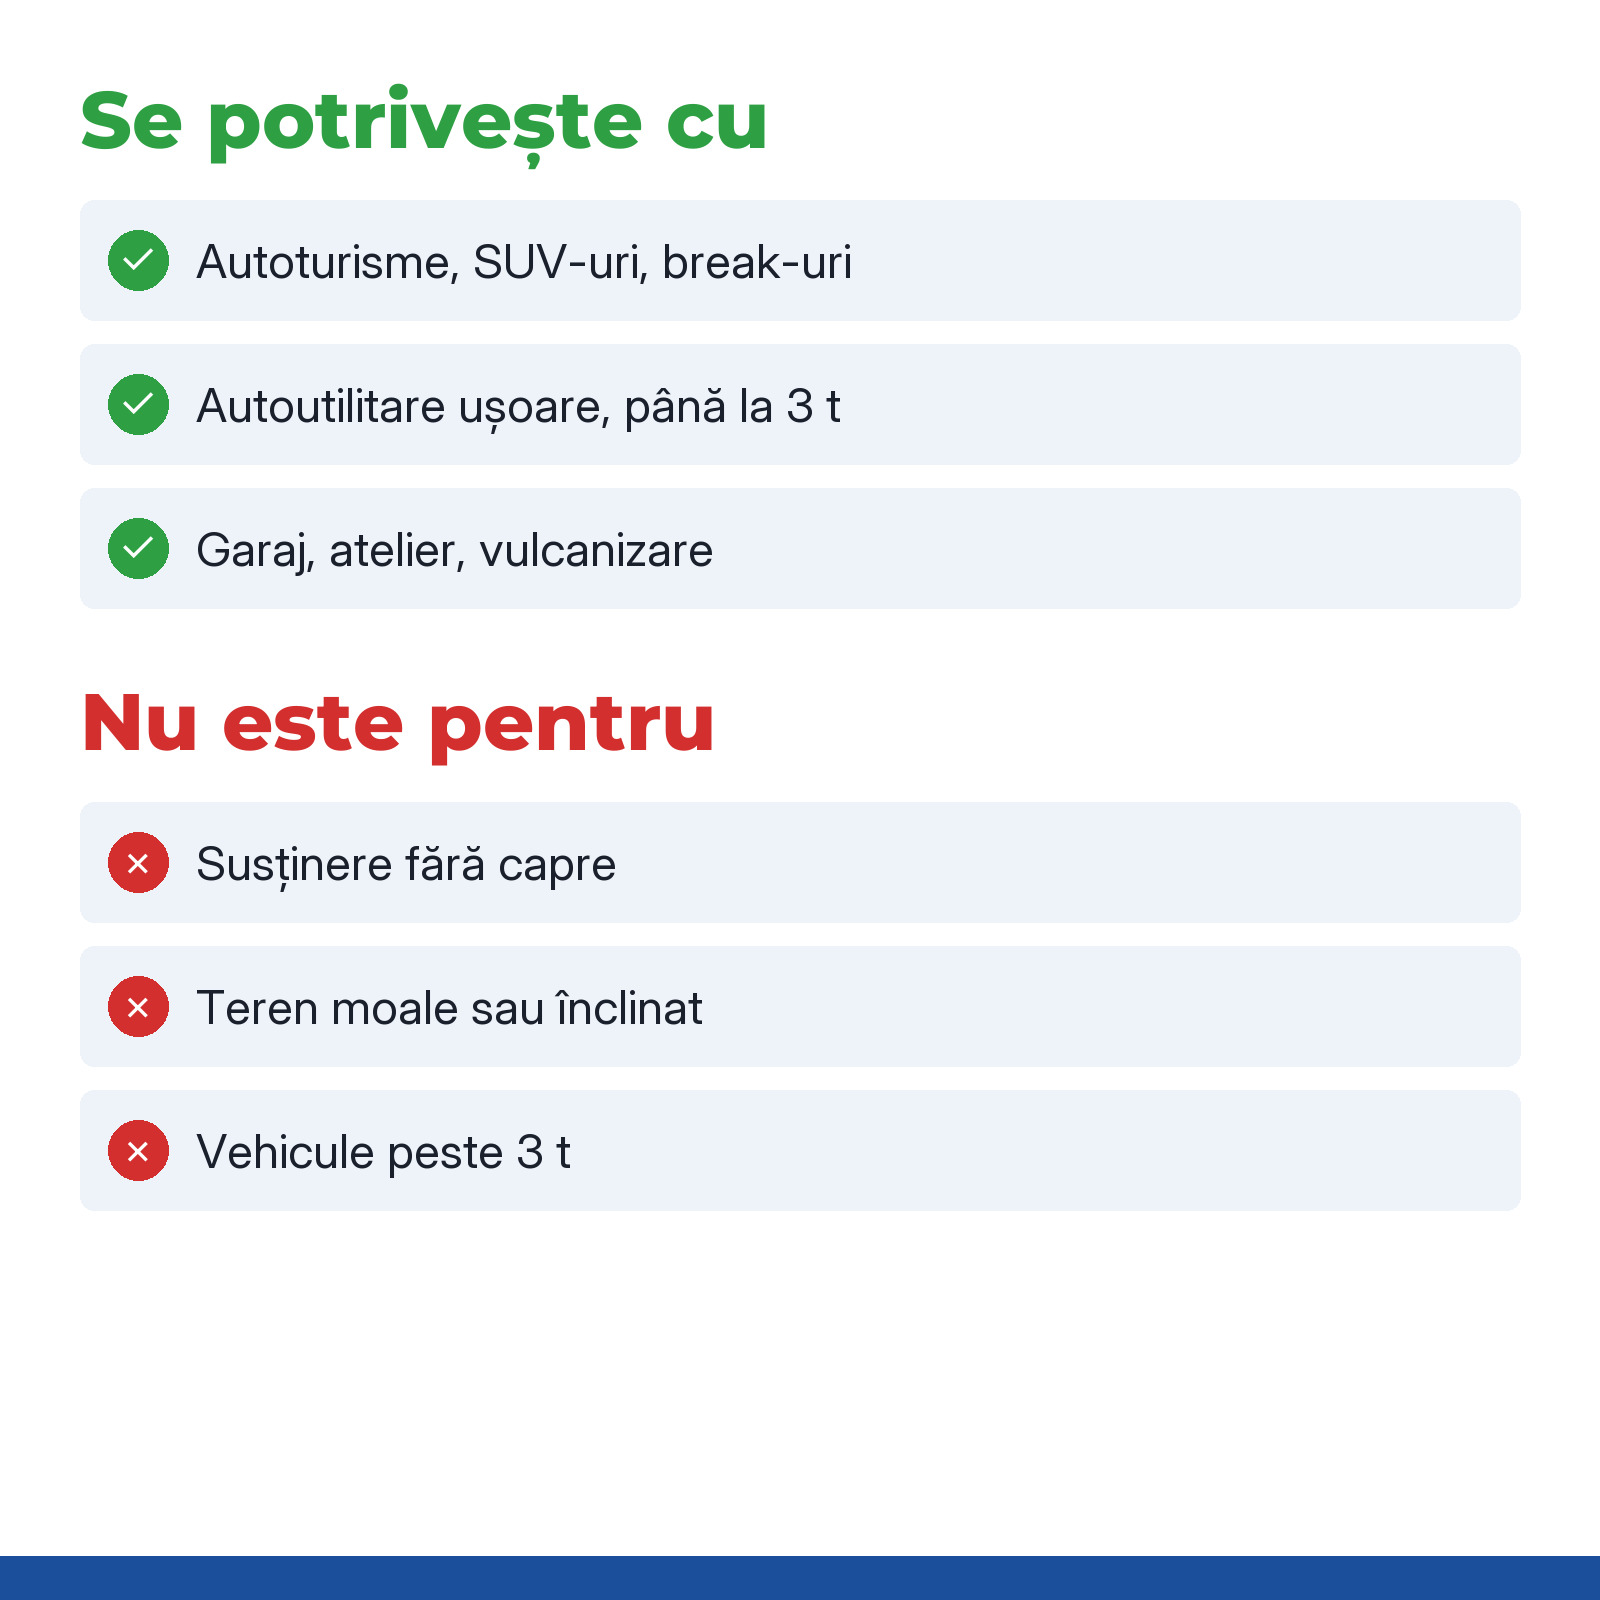 Se potrivește cu
Autoturisme, SUV-uri, break-uri
Autoutilitare ușoare, până la 3 t
Garaj, atelier, vulcanizare
Nu este pentru
Susținere fără capre
Teren moale sau înclinat
Vehicule peste 3 t